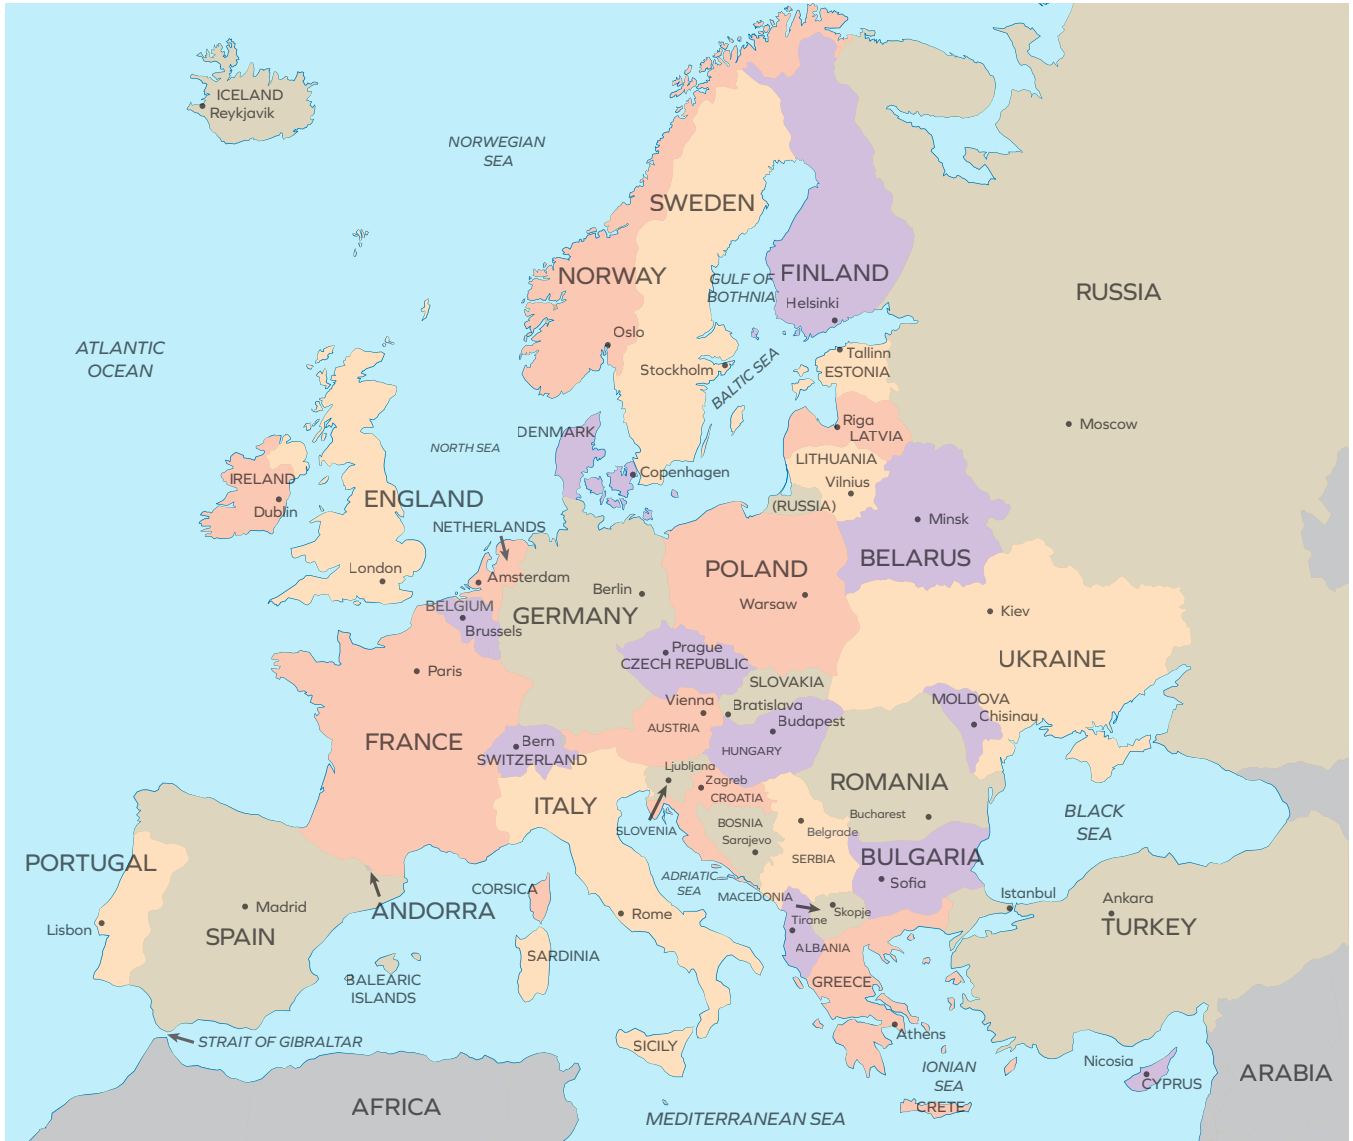 ICELAND
Reykjavik
NORWEGIAN
SEA
SWEDEN
NORWAY
GULF OF
BOTHNIA
FINLAND
Helsinki
RUSSIA
Oslo
Stockholm
BALTIC SEA
Tallinn
ESTONIA
ATLANTIC
OCEAN
Riga
LATVIA
Moscow
DENMARK
NORTH SEA
Copenhagen
LITHUANIA
Vilnius
(RUSSIA)
IRELAND
Dublin
ENGLAND
NETHERLANDS
Minsk
BELARUS
London
Amsterdam
Berlin
POLAND
Warsaw
BELGIUM
Brussels
GERMANY
Kiev
UKRAINE
Paris
Prague
CZECH REPUBLIC
SLOVAKIA
Vienna
Bratislava
AUSTRIA
Budapest
HUNGARY
MOLDOVA
Chisinau
FRANCE
Bern
SWITZERLAND
Ljubljana
Zagreb
CROATIA
ROMANIA
Bucharest
ITALY
SLOVENIA
BOSNIA
Sarajevo
Belgrade
SERBIA
BLACK
SEA
PORTUGAL
BULGARIA
Sofia
ADRIATIC
SEA
CORSICA
MACEDONIA
Skopje
Istanbul
Ankara
TURKEY
Madrid
ANDORRA
Rome
Tirane
ALBANIA
Lisbon
SPAIN
SARDINIA
BALEARIC
ISLANDS
GREECE
Athens
STRAIT OF GIBRALTAR
SICILY
IONIAN
SEA
Nicosia
CYPRUS
ARABIA
AFRICA
MEDITERRANEAN SEA
CRETE